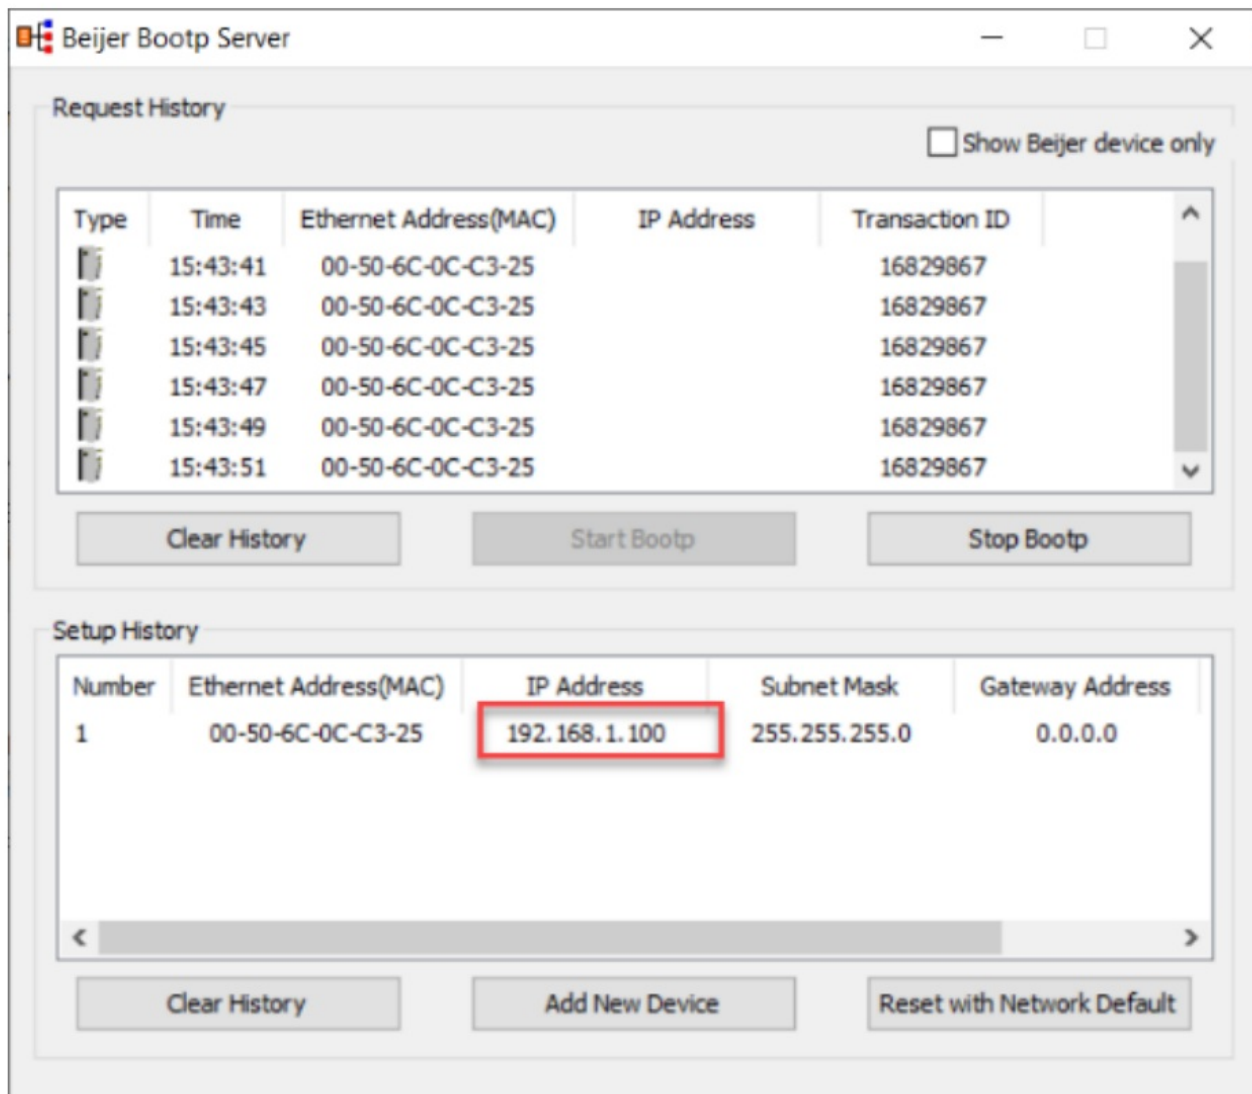 Beijer Bootp Server
Request History
Show Beijer device only
Type Time Ethernet Address(MAC) IP Address Transaction ID
15:43:41 00-50-6C-0C-C3-25 16829867
15:43:43 00-50-6C-0C-C3-25 16829867
15:43:45 00-50-6C-0C-C3-25 16829867
15:43:47 00-50-6C-0C-C3-25 16829867
15:43:49 00-50-6C-0C-C3-25 16829867
15:43:51 00-50-6C-0C-C3-25 16829867
Clear History Start Bootp Stop Bootp
Setup History
Number Ethernet Address(MAC) IP Address Subnet Mask Gateway Address
1 00-50-6C-0C-C3-25 192.168.1.100 255.255.255.0 0.0.0.0
Clear History Add New Device Reset with Network Default